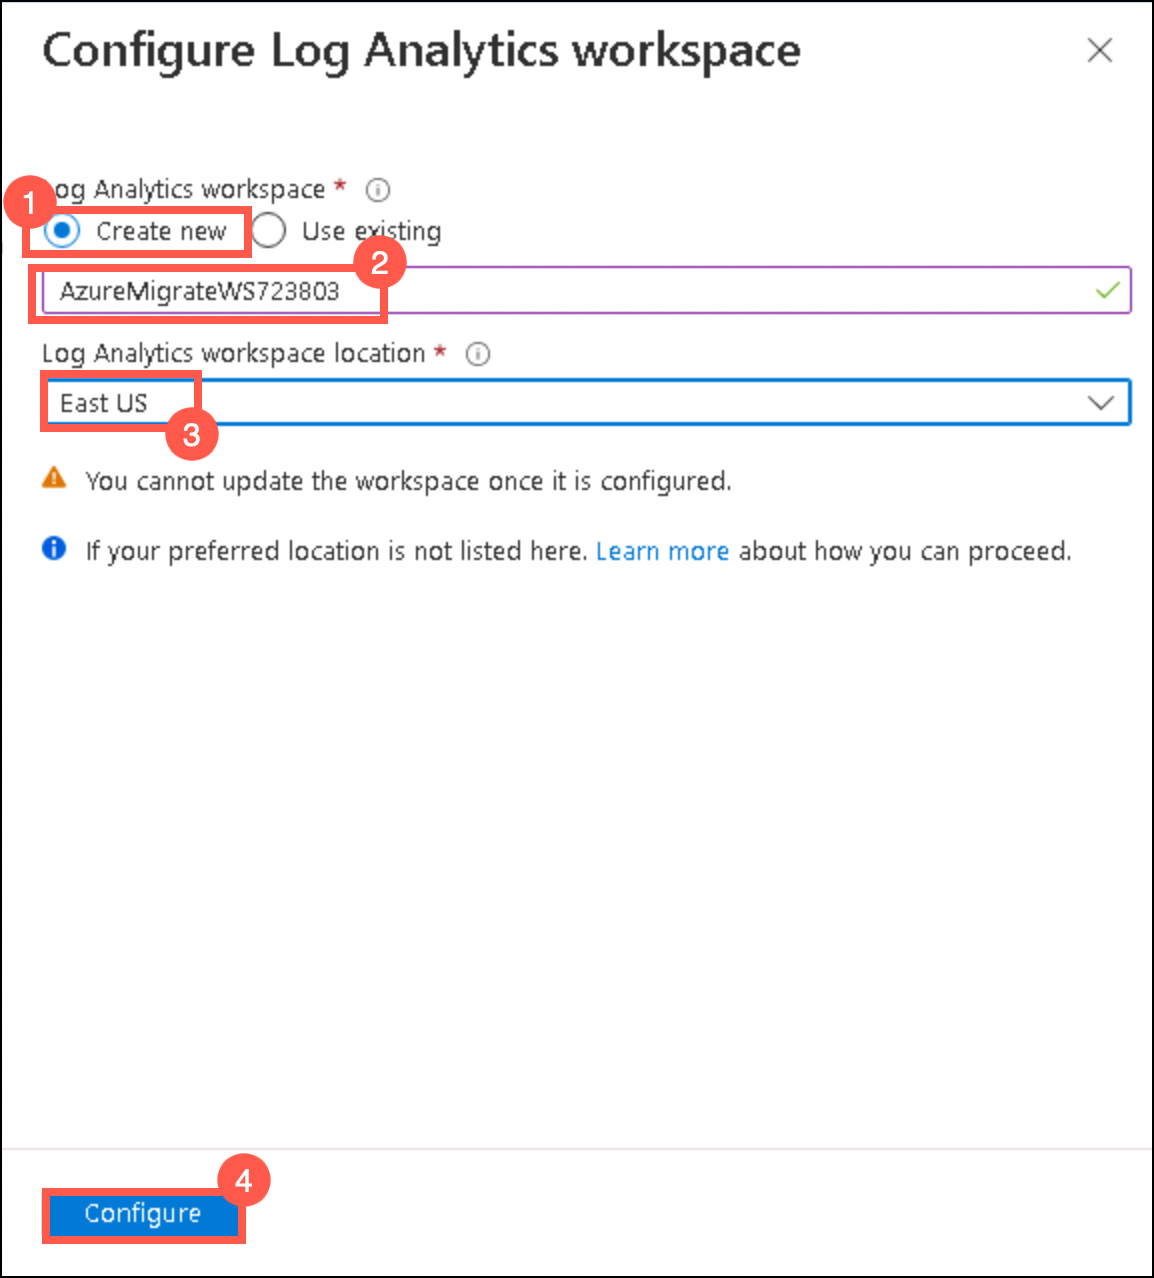 Configure Log Analytics workspace
Log Analytics workspace *
1
Create new Use existing
2
AzureMigrateWS723803
Log Analytics workspace location *
East US
3
You cannot update the workspace once it is configured.
If your preferred location is not listed here. Learn more about how you can proceed.
4
Configure